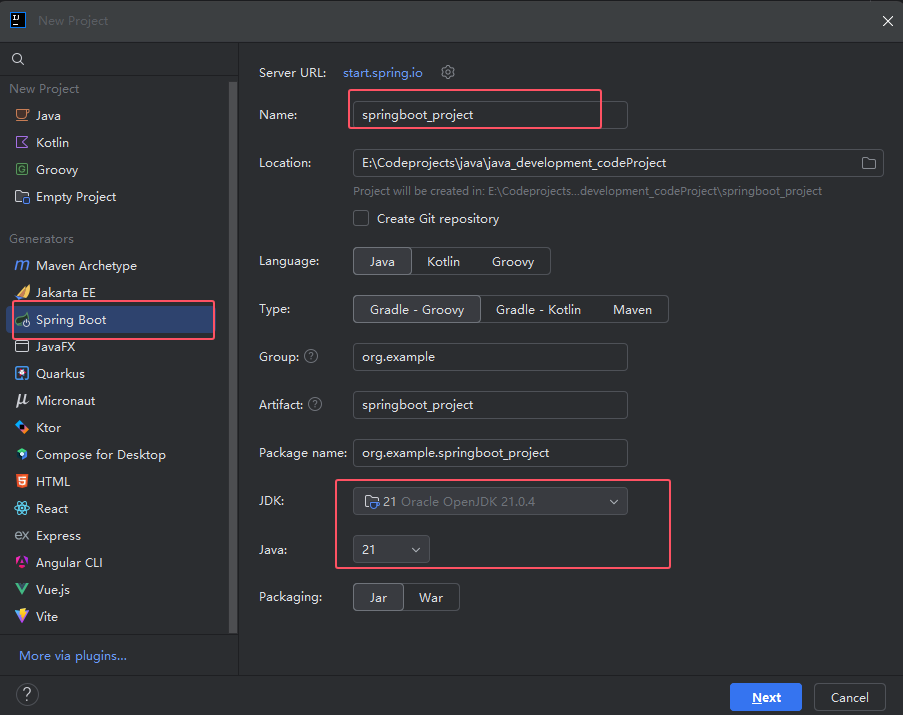 New Project
New Project
Java
Kotlin
Groovy
Empty Project
Generators
Maven Archetype
Jakarta EE
Spring Boot
JavaFX
Quarkus
Micronaut
Ktor
Compose for Desktop
HTML
React
Express
Angular CLI
Vue.js
Vite
More via plugins...
Server URL: start.spring.io
Name: springboot_project
Location: E:\Codeprojects\java\java_development_codeProject
Project will be created in: E:\Codeprojects...development_codeProject\springboot_project
Create Git repository
Language: Java Kotlin Groovy
Type: Gradle - Groovy Gradle - Kotlin Maven
Group: ? org.example
Artifact: ? springboot_project
Package name: org.example.springboot_project
JDK: 21 Oracle OpenJDK 21.0.4
Java: 21
Packaging: Jar War
? Next Cancel